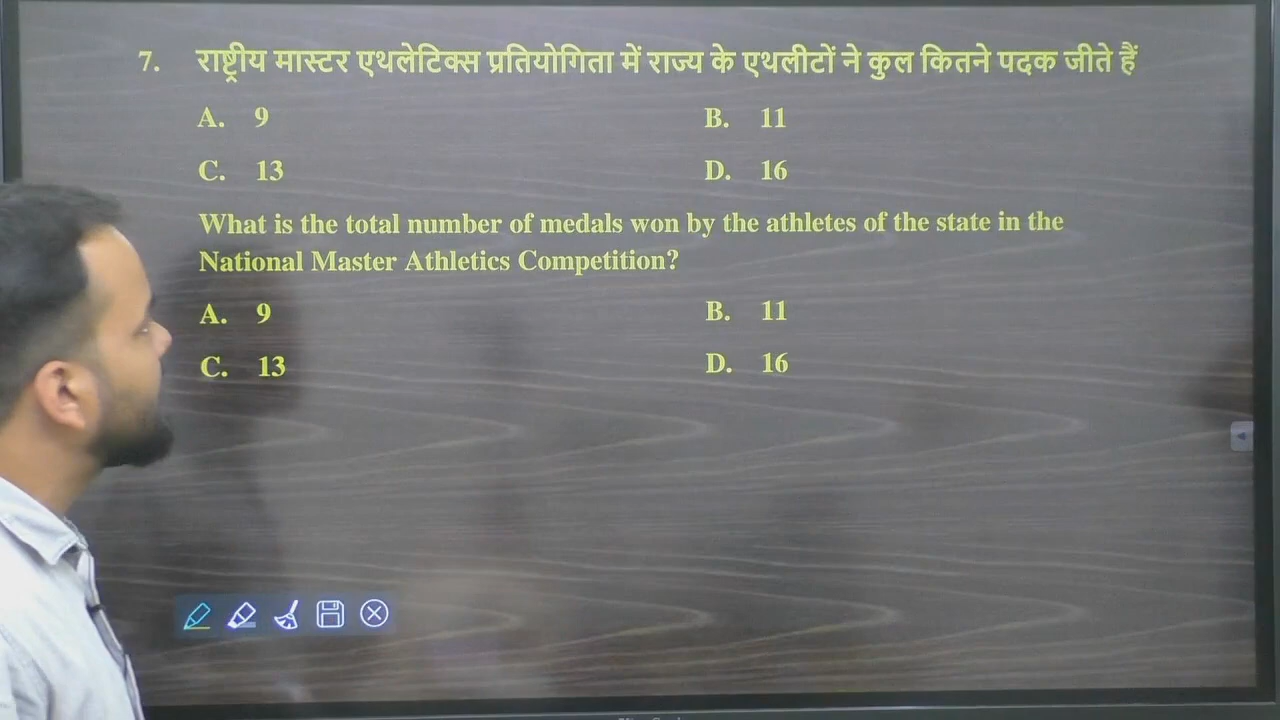 7. राष्ट्रीय मास्टर एथलेटिक्स प्रतियोगिता में राज्य के एथलीटों ने कुल कितने पदक जीते हैं
A. 9 B. 11
C. 13 D. 16
What is the total number of medals won by the athletes of the state in the
National Master Athletics Competition?
A. 9 B. 11
C. 13 D. 16